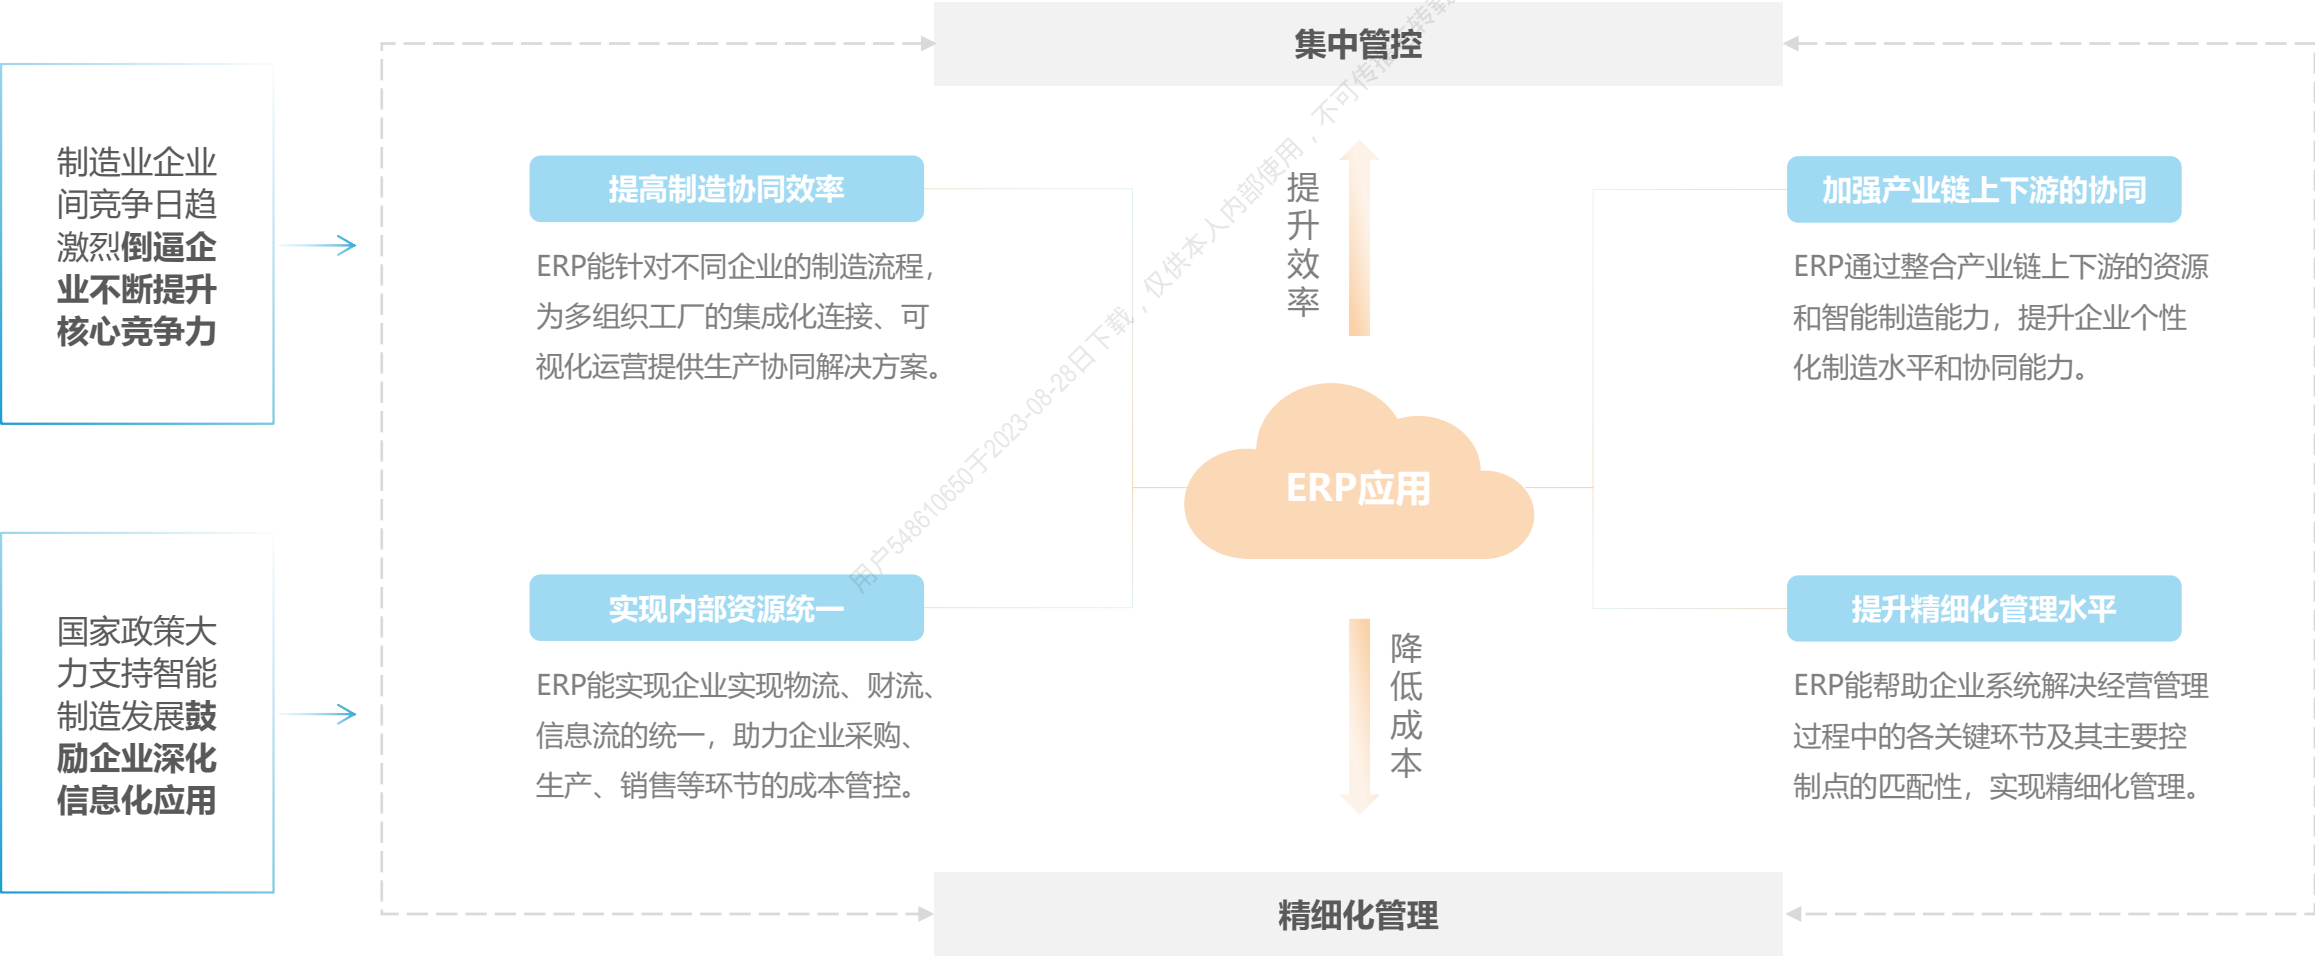 集中管控
制造业企业
间竞争日趋
激烈倒逼企
业不断提升
核心竞争力
提高制造协同效率
ERP能针对不同企业的制造流程，
为多组织工厂的集成化连接、可
视化运营提供生产协同解决方案。
提升效率
加强产业链上下游的协同
ERP通过整合产业链上下游的资源
和智能制造能力，提升企业个性
化制造水平和协同能力。
ERP应用
国家政策大
力支持智能
制造发展鼓
励企业深化
信息化应用
实现内部资源统一
ERP能实现企业实现物流、财流、
信息流的统一，助力企业采购、
生产、销售等环节的成本管控。
降低成本
提升精细化管理水平
ERP能帮助企业系统解决经营管理
过程中的各关键环节及其主要控
制点的匹配性，实现精细化管理。
精细化管理
用户548610650于2023-08-28日下载，仅供本人内部使用，不可传播或转载